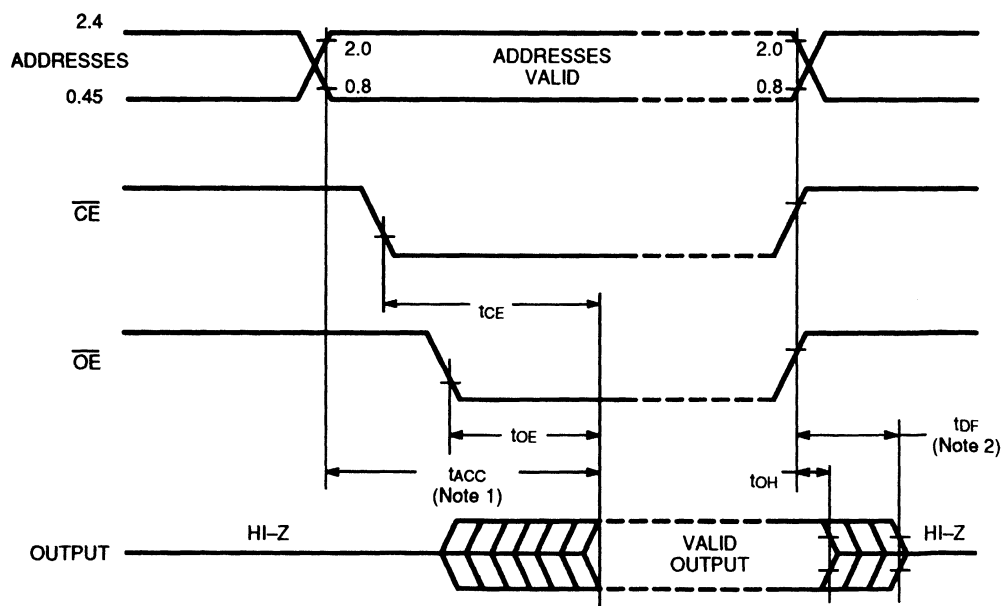 2.4
ADDRESSES
0.45
2.0
0.8
ADDRESSES
VALID
2.0
0.8
CE
tCE
OE
tOE
tACC
(Note 1)
tOH
tDF
(Note 2)
OUTPUT
HI–Z
VALID
OUTPUT
HI–Z